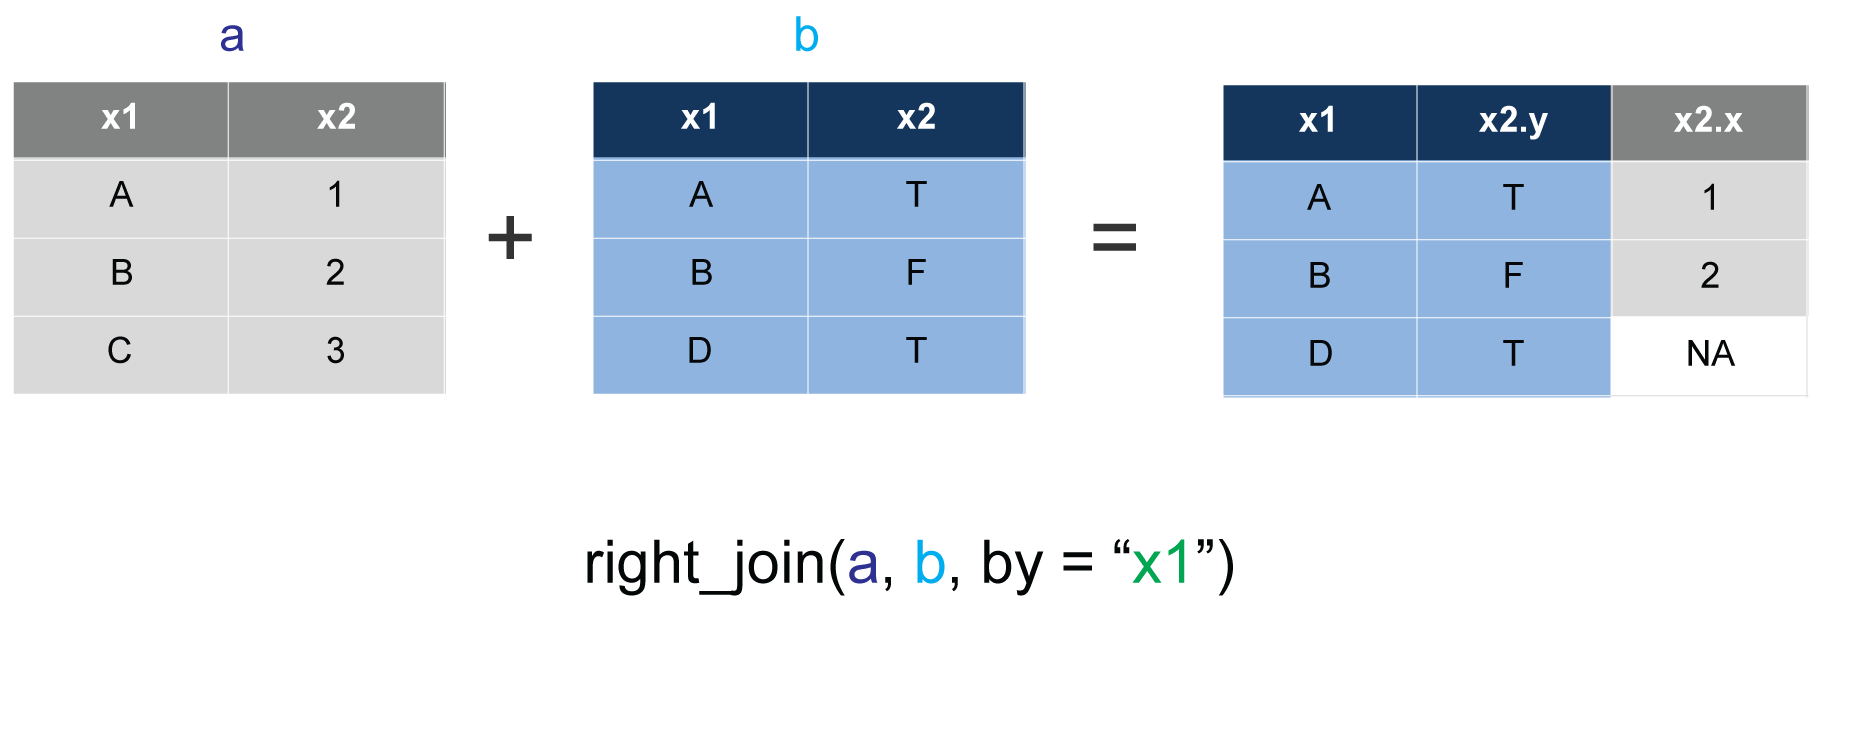 a b
x1 x2 x1 x2 x1 x2.y x2.x
A 1 A T A T 1
+ =
B 2 B F B F 2
C 3 D T D T NA
right_join(a, b, by = “x1”)